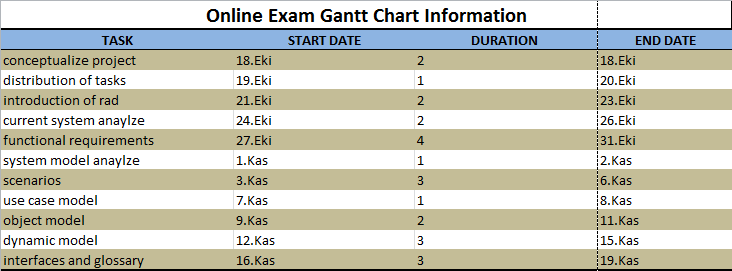 Online Exam Gantt Chart Information
TASK START DATE DURATION END DATE
conceptualize project 18.Eki 2 18.Eki
distribution of tasks 19.Eki 1 20.Eki
introduction of rad 21.Eki 2 23.Eki
current system anaylze 24.Eki 2 26.Eki
functional requirements 27.Eki 4 31.Eki
system model anaylze 1.Kas 1 2.Kas
scenarios 3.Kas 3 6.Kas
use case model 7.Kas 1 8.Kas
object model 9.Kas 2 11.Kas
dynamic model 12.Kas 3 15.Kas
interfaces and glossary 16.Kas 3 19.Kas